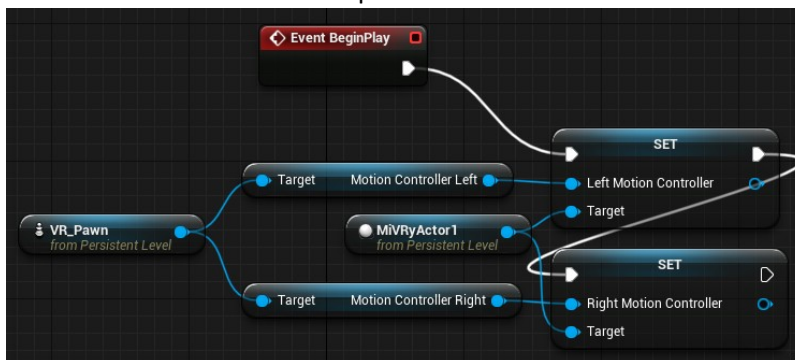 Event BeginPlay
SET
Target Motion Controller Left
Left Motion Controller
Target
VR_Pawn
from Persistent Level
MiVRyActor1
from Persistent Level
SET
Target Motion Controller Right
Right Motion Controller
Target